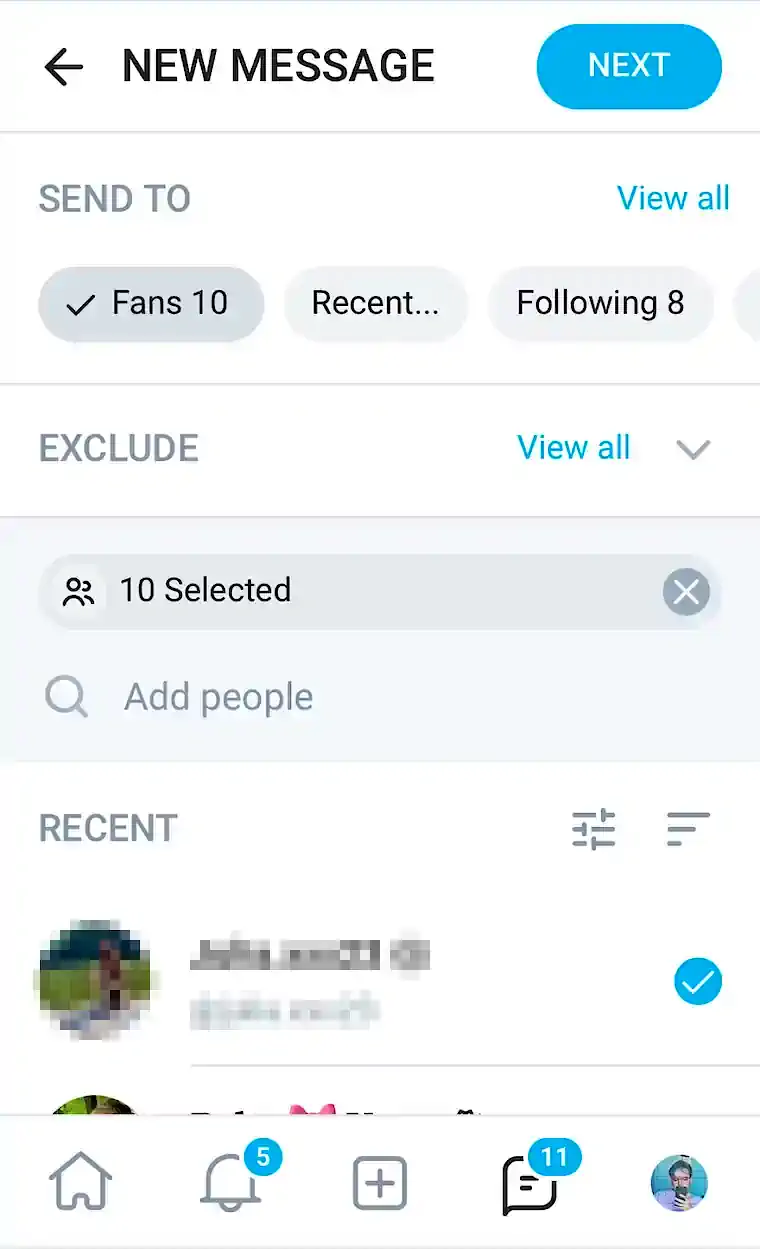 NEW MESSAGE
NEXT
SEND TO
View all
Fans 10
Recent...
Following 8
EXCLUDE
View all
10 Selected
Add people
RECENT
5
11